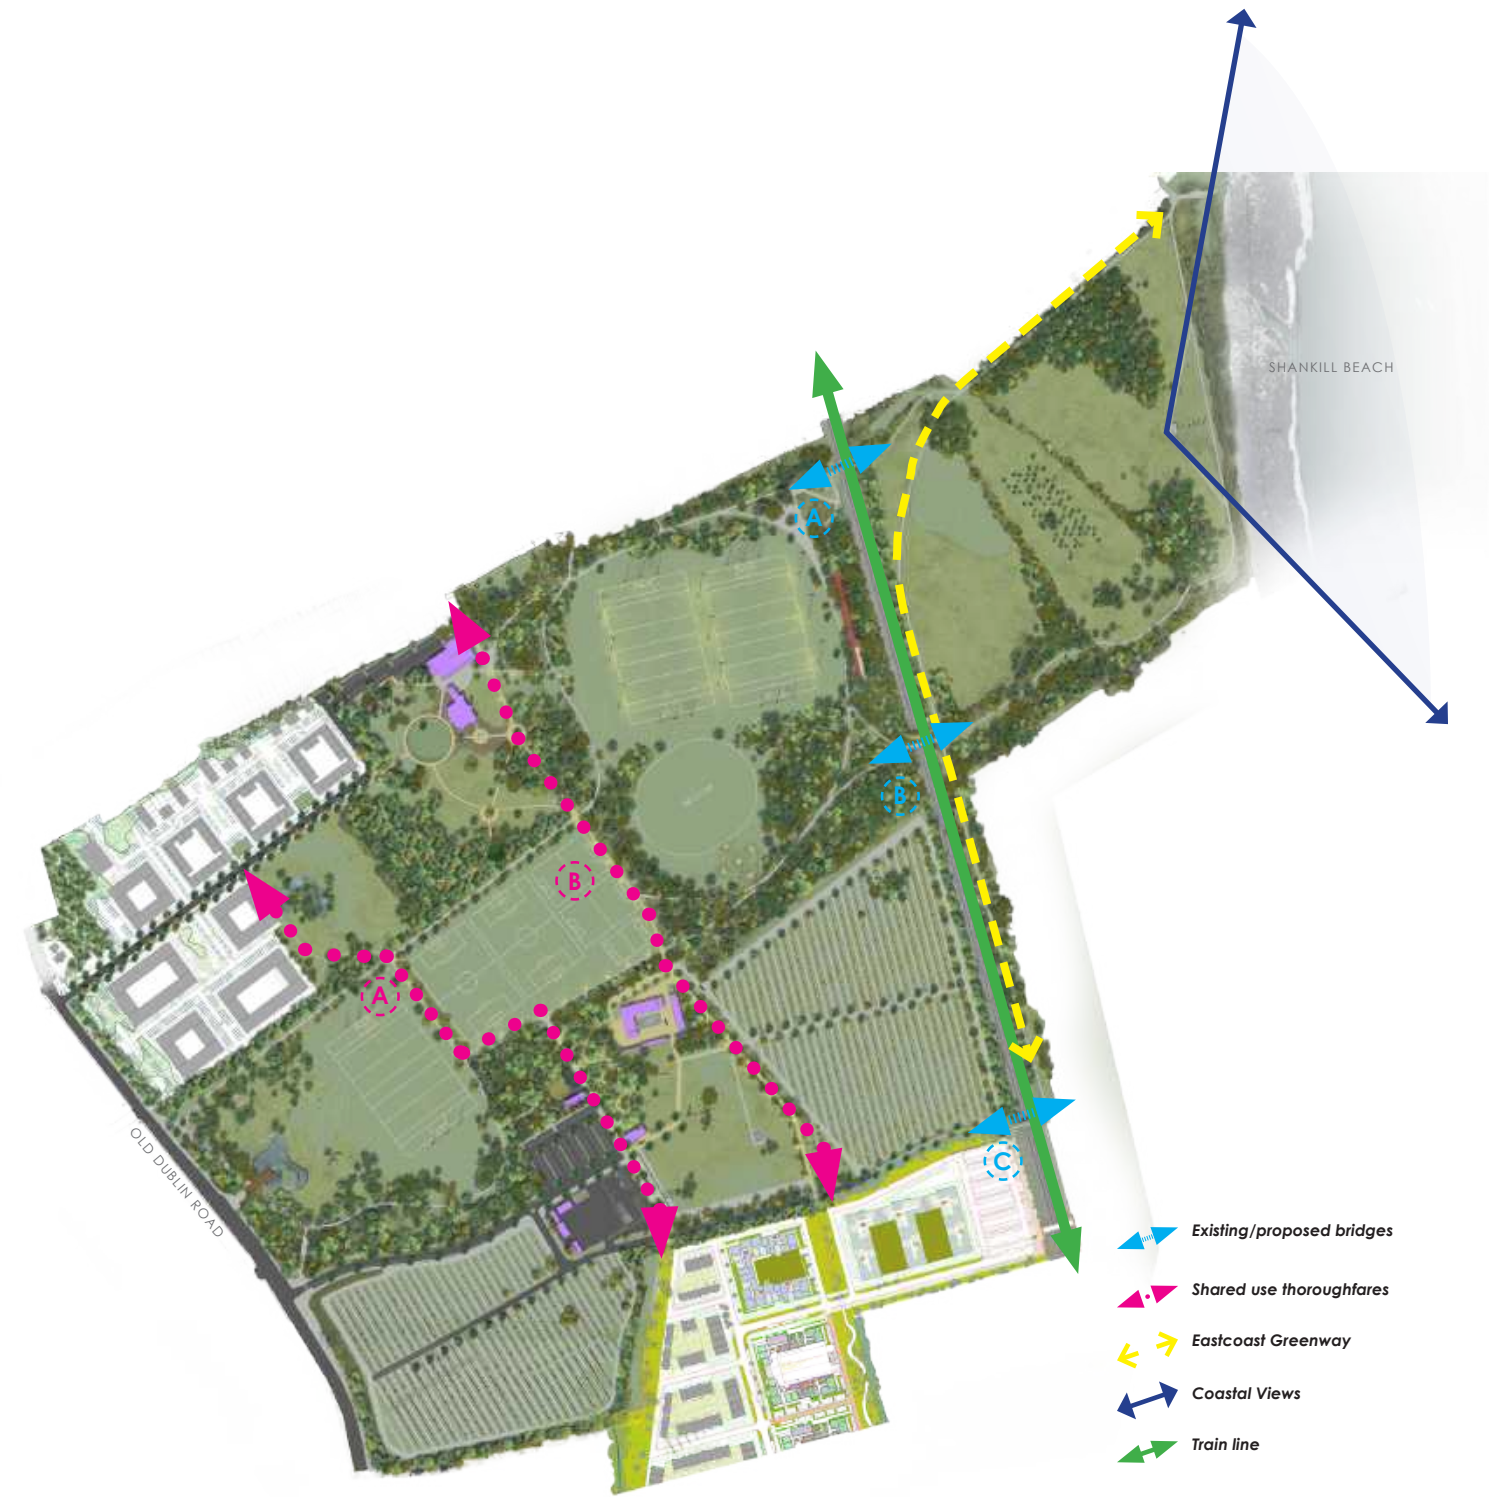 SHANKILL BEACH
A
B
B
A
C
OLD DUBLIN ROAD
Existing/proposed bridges
Shared use thoroughfares
Eastcoast Greenway
Coastal Views
Train line